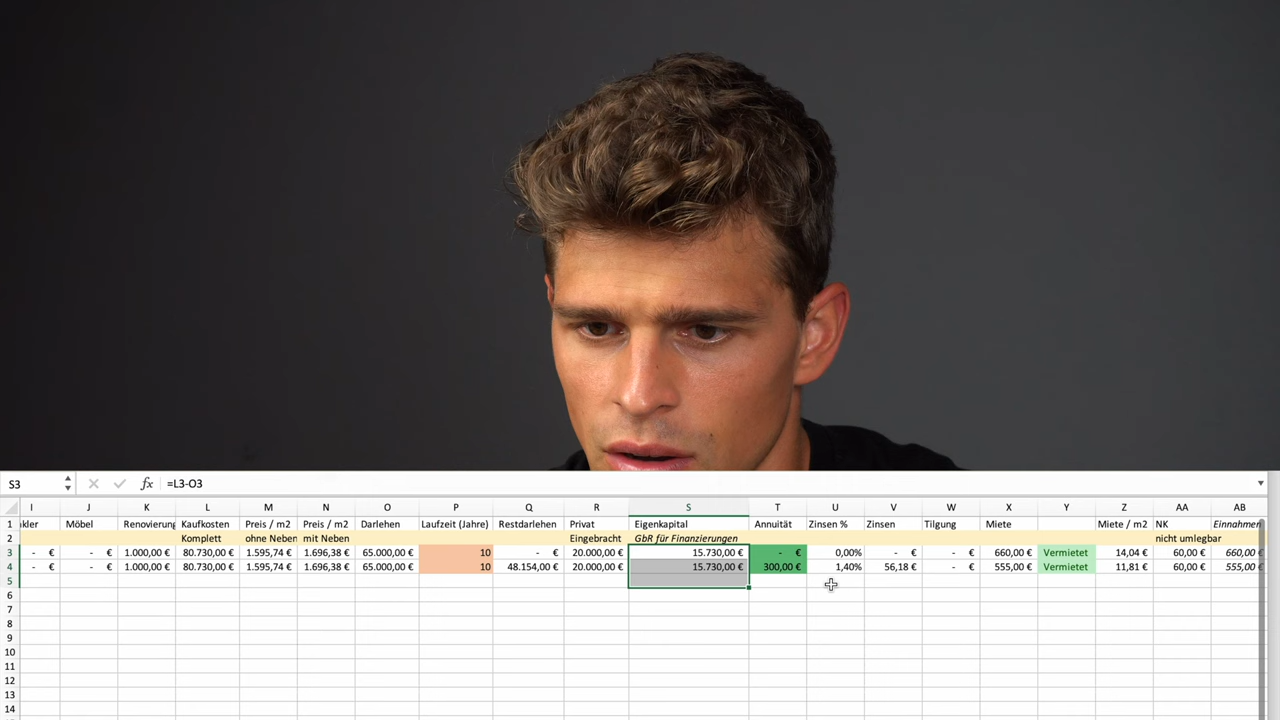 S3 fx =L3-O3
I J K L M N O P Q R S T U V W X Y Z AA AB
1 ıkler Möbel Renovierung Kaufkosten Preis / m2 Preis / m2 Darlehen Laufzeit (Jahre) Restdarlehen Privat Eigenkapital Annuität Zinsen % Zinsen Tilgung Miete Miete / m2 NK Einnahmen
2 Komplett ohne Neben mit Neben Eingebracht GbR für Finanzierungen nicht umlegbar
3 - € - € 1.000,00 € 80.730,00 € 1.595,74 € 1.696,38 € 65.000,00 € 10 - € 20.000,00 € 15.730,00 € - € 0,00% - € - € 660,00 € Vermietet 14,04 € 60,00 € 660,00 €
4 - € - € 1.000,00 € 80.730,00 € 1.595,74 € 1.696,38 € 65.000,00 € 10 48.154,00 € 20.000,00 € 15.730,00 € 300,00 € 1,40% 56,18 € - € 555,00 € Vermietet 11,81 € 60,00 € 555,00 €
5
6
7
8
9
10
11
12
13
14